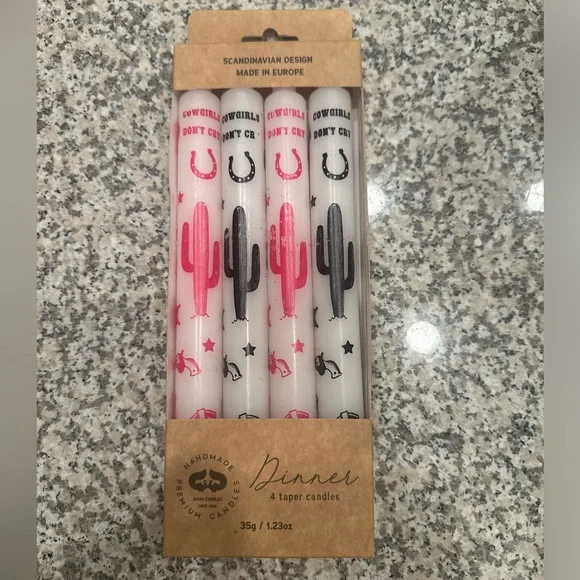 SCANDINAVIAN DESIGN
MADE IN EUROPE
COWGIRLS
DON'T CRY
COWGIRLS
DON'T CR
COWGIRLS
DON'T CRY
COWGIRLS
DON'T CRY
HANDMADE
PREMIUM CANDLES
Dinner
4 taper candles
35g / 1.23oz